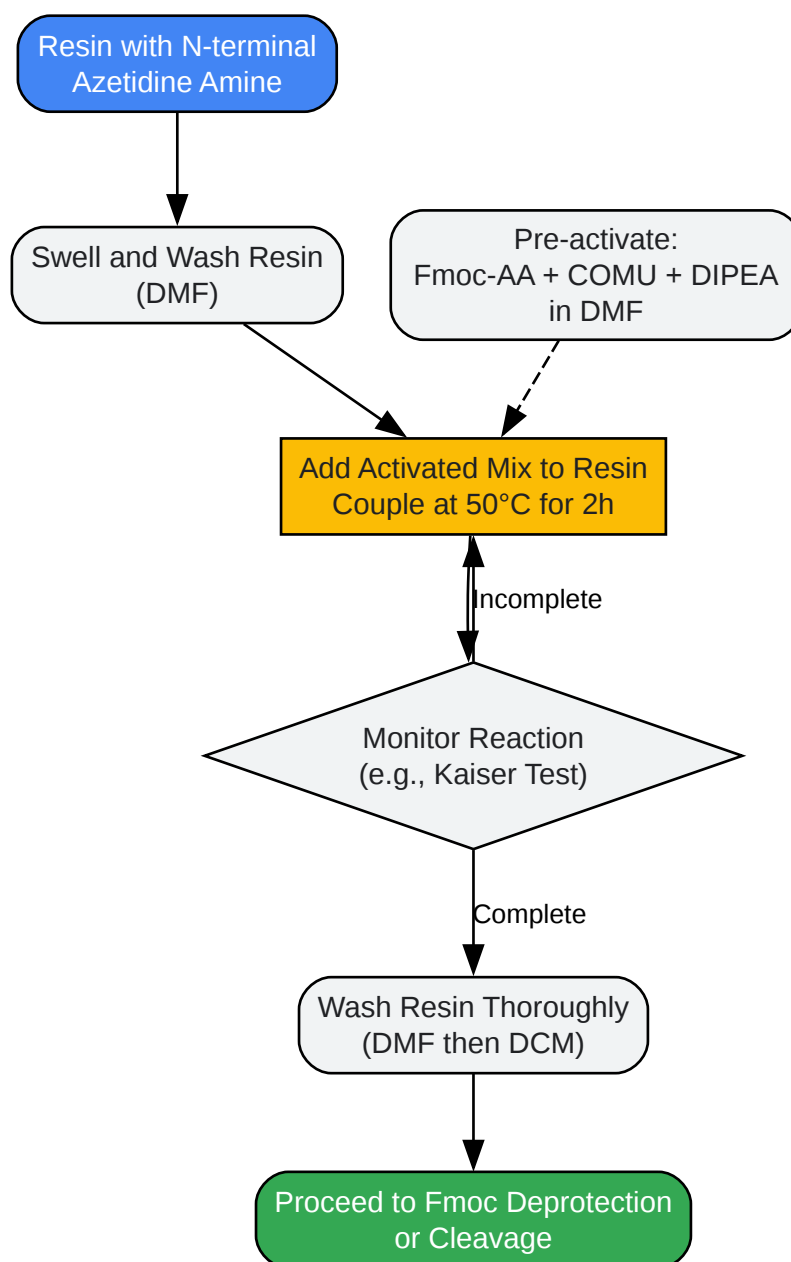 Resin with N-terminal
Azetidine Amine
Swell and Wash Resin
(DMF)
Pre-activate:
Fmoc-AA + COMU + DIPEA
in DMF
Add Activated Mix to Resin
Couple at 50°C for 2h
Incomplete
Monitor Reaction
(e.g., Kaiser Test)
Complete
Wash Resin Thoroughly
(DMF then DCM)
Proceed to Fmoc Deprotection
or Cleavage